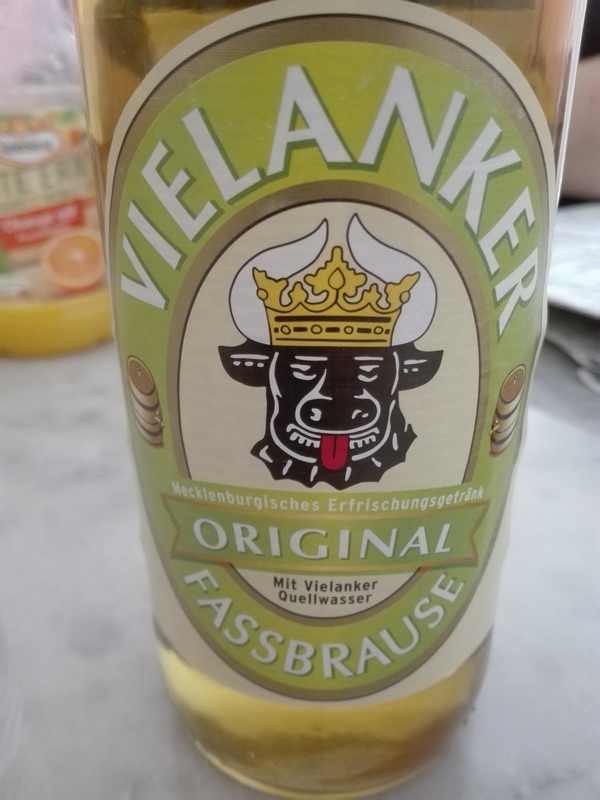 VIELANKER
Mecklenburgisches Erfrischungsgetränk
ORIGINAL
Mit Vielanker
Quellwasser
FASSBRAUSE